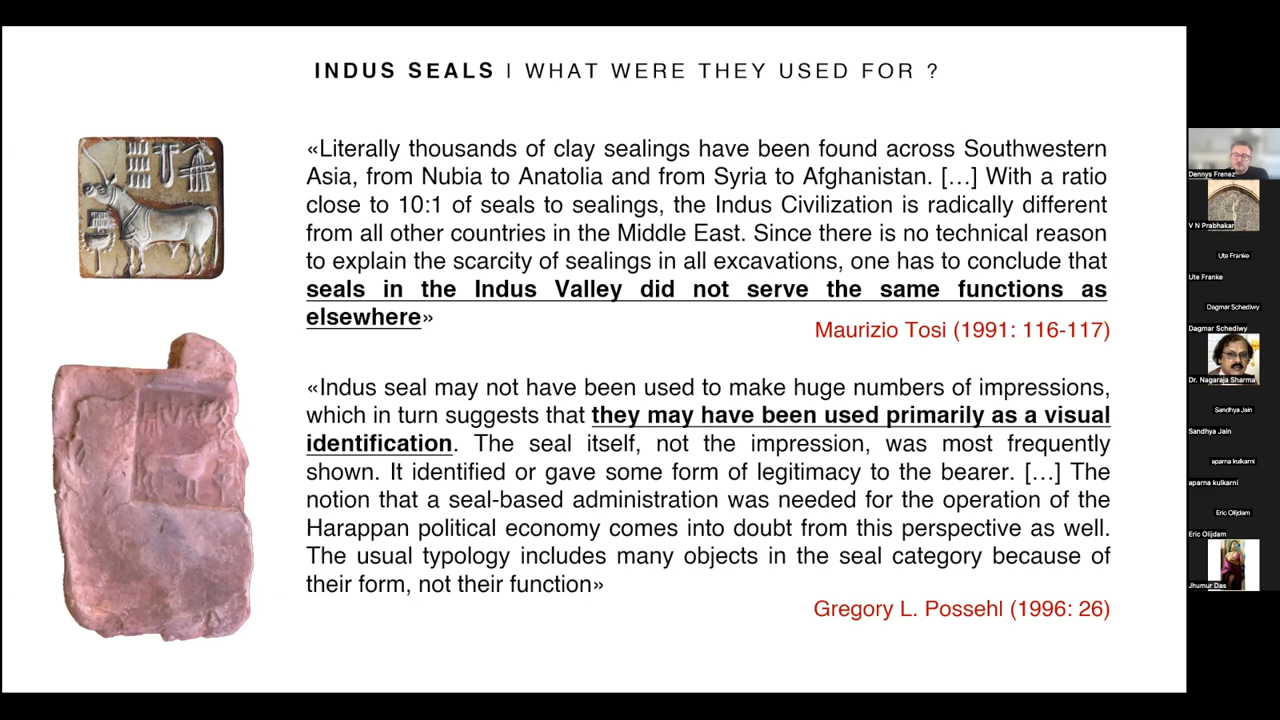 INDUS SEALS | WHAT WERE THEY USED FOR ?
«Literally thousands of clay sealings have been found across Southwestern
Asia, from Nubia to Anatolia and from Syria to Afghanistan. […] With a ratio
close to 10:1 of seals to sealings, the Indus Civilization is radically different
from all other countries in the Middle East. Since there is no technical reason
to explain the scarcity of sealings in all excavations, one has to conclude that
seals in the Indus Valley did not serve the same functions as
elsewhere»
Maurizio Tosi (1991: 116-117)
«Indus seal may not have been used to make huge numbers of impressions,
which in turn suggests that they may have been used primarily as a visual
identification. The seal itself, not the impression, was most frequently
shown. It identified or gave some form of legitimacy to the bearer. […] The
notion that a seal-based administration was needed for the operation of the
Harappan political economy comes into doubt from this perspective as well.
The usual typology includes many objects in the seal category because of
their form, not their function»
Gregory L. Possehl (1996: 26)
Dennys Frenez
V N Prabhakar
Ute Franke
Ute Franke
Dagmar Schediwy
Dagmar Schediwy
Dr. Nagaraja Sharma
Sandhya Jain
Sandhya Jain
aparna kulkarni
aparna kulkarni
Eric Olijdam
Eric Olijdam
Jhumur Das